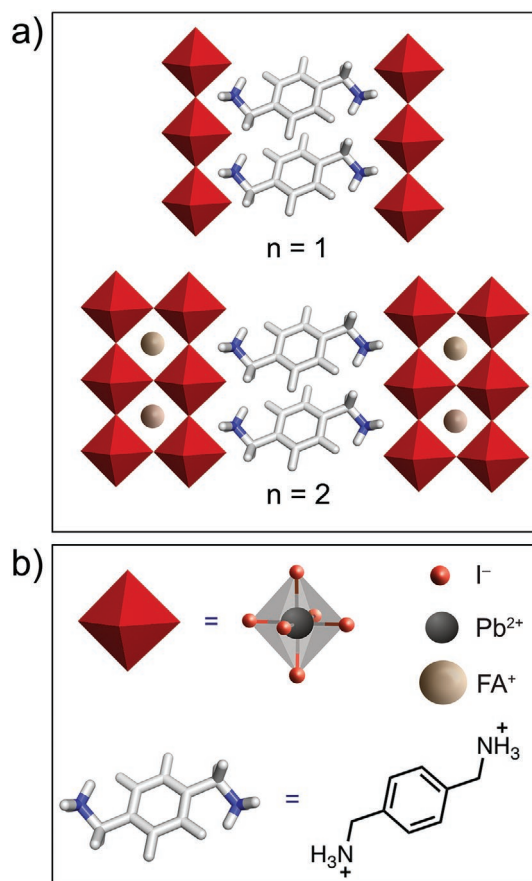 a)
n = 1
n = 2
b)
=
I⁻
Pb²⁺
FA⁺
=
+
NH₃
H₃N
+